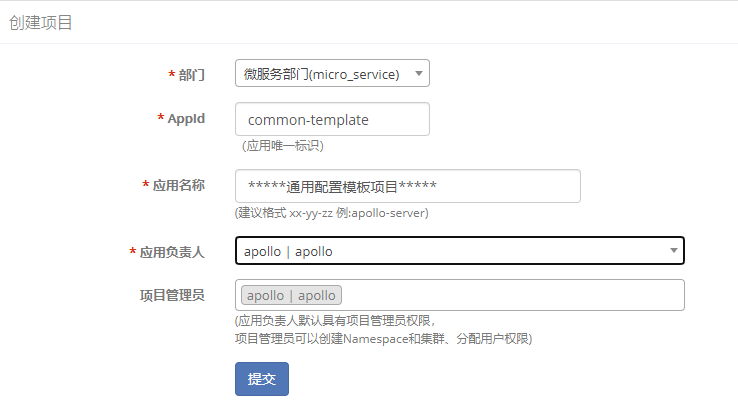 创建项目
* 部门 微服务部门(micro_service)
* AppId common-template
(应用唯一标识)
* 应用名称 *****通用配置模板项目*****
(建议格式 xx-yy-zz 例:apollo-server)
* 应用负责人 apollo | apollo
项目管理员 apollo | apollo
(应用负责人默认具有项目管理员权限，
项目管理员可以创建Namespace和集群、分配用户权限)
提交